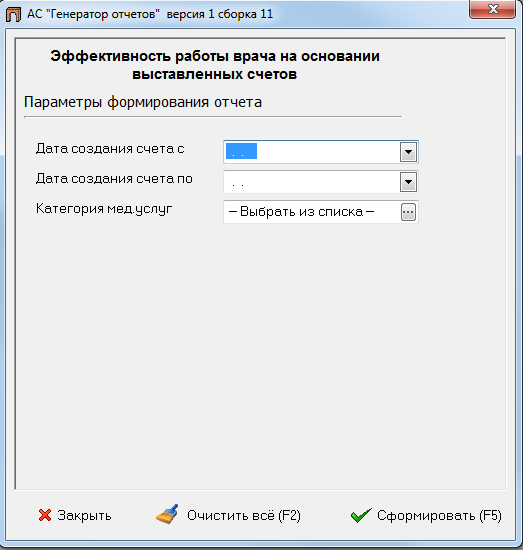 АС "Генератор отчетов" версия 1 сборка 11
Эффективность работы врача на основании
выставленных счетов
Параметры формирования отчета
Дата создания счета с . .
Дата создания счета по . .
Категория мед.услуг – Выбрать из списка – ...
Закрыть Очистить всё (F2) Сформировать (F5)